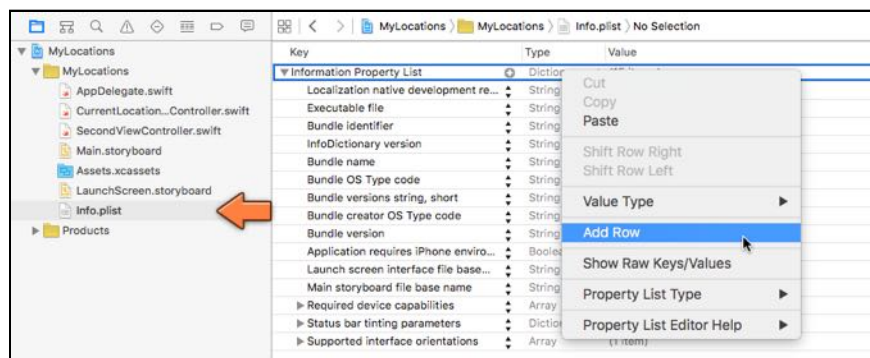 MyLocations 〉 MyLocations 〉 Info.plist 〉 No Selection
MyLocations
MyLocations
AppDelegate.swift
CurrentLocation...Controller.swift
SecondViewController.swift
Main.storyboard
Assets.xcassets
LaunchScreen.storyboard
Info.plist
Products
Key Type Value
Information Property List
Localization native development re... String
Executable file String
Bundle identifier String
InfoDictionary version String
Bundle name String
Bundle OS Type code String
Bundle versions string, short String
Bundle creator OS Type code String
Bundle version String
Application requires iPhone enviro...
Launch screen interface file base... String
Main storyboard file base name String
Required device capabilities Array
Status bar tinting parameters
Supported interface orientations Array (1 item)
Cut
Copy
Paste
Shift Row Right
Shift Row Left
Value Type
Add Row
Show Raw Keys/Values
Property List Type
Property List Editor Help